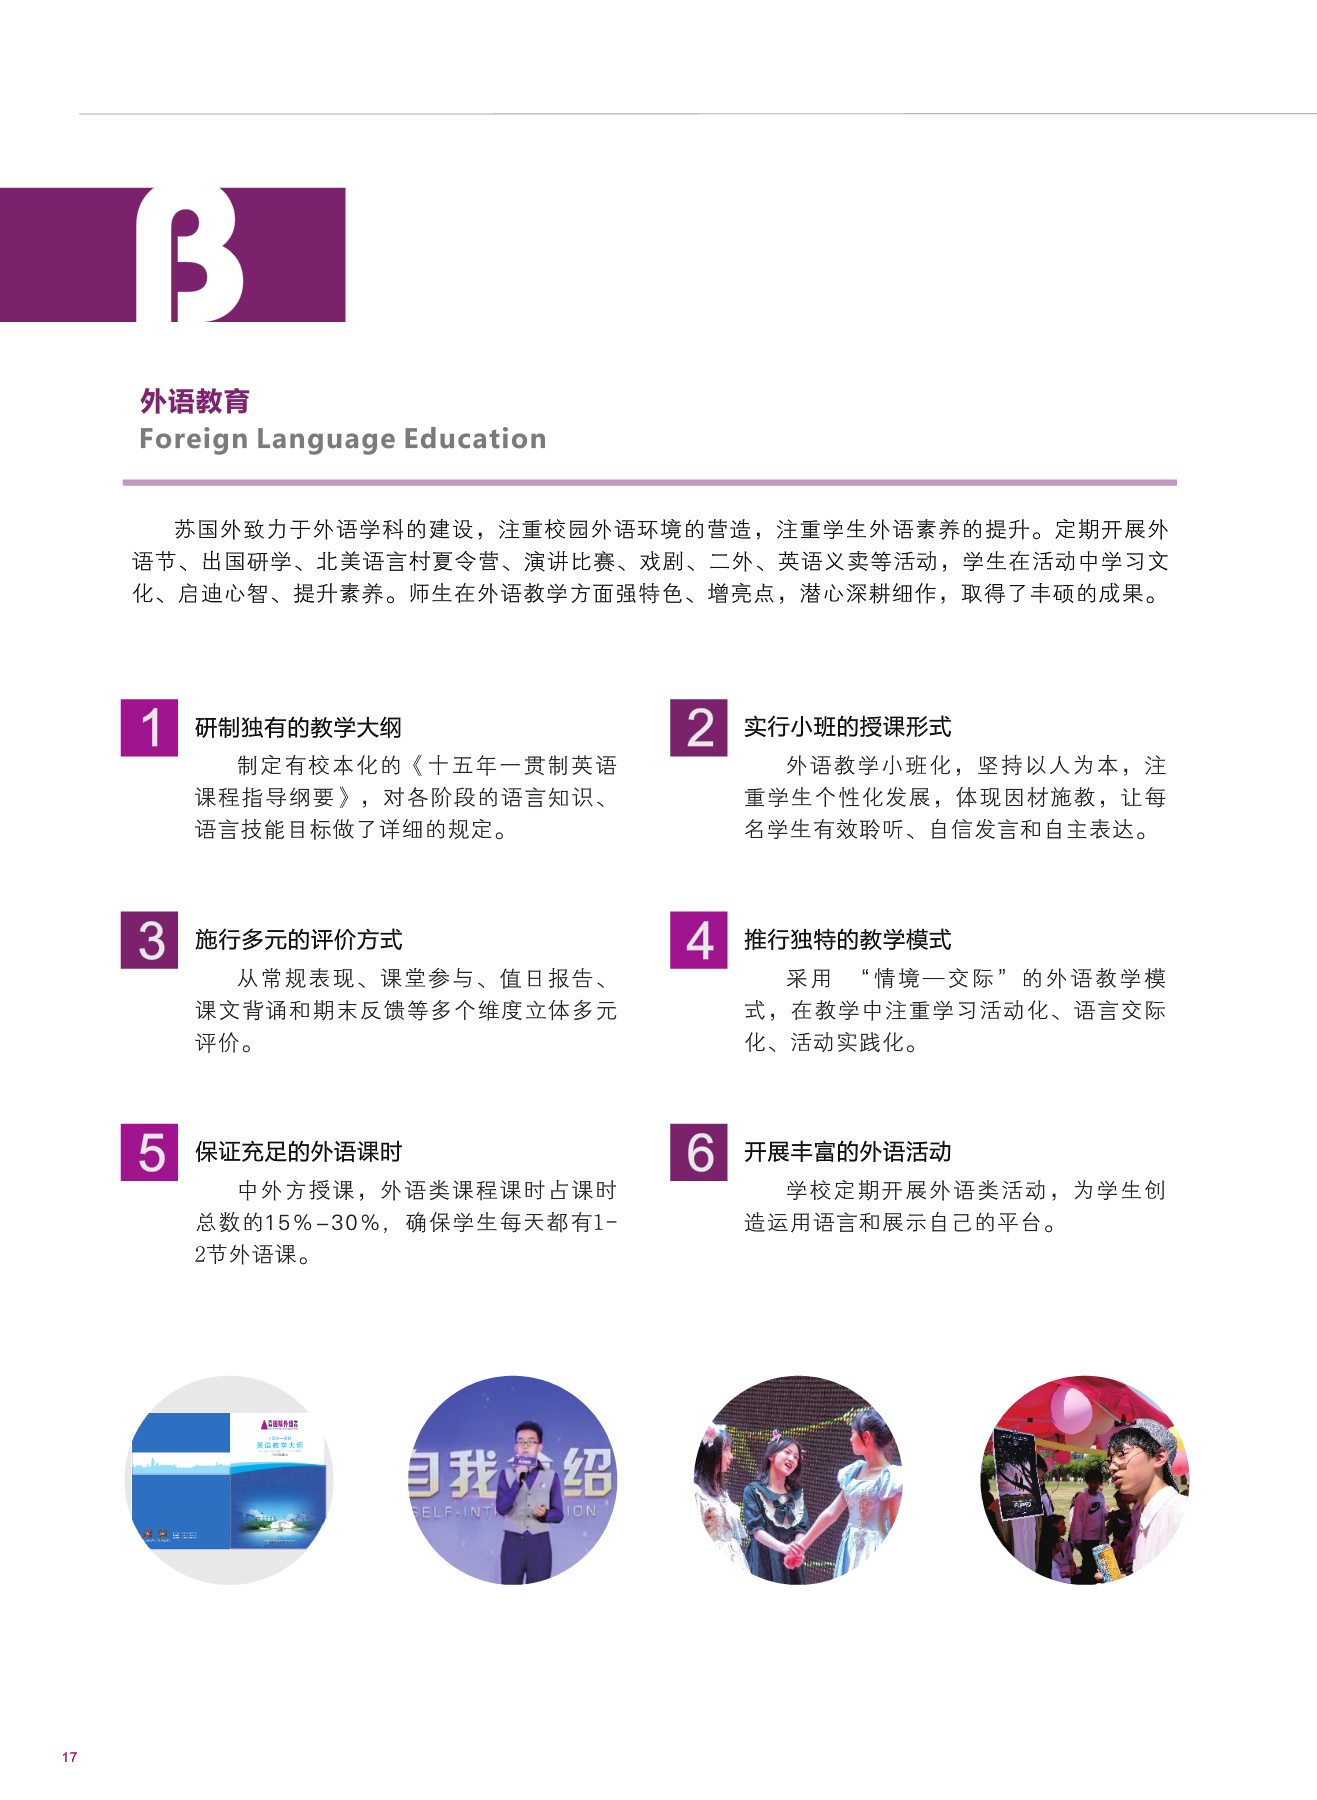 β
外语教育
Foreign Language Education
苏国外致力于外语学科的建设，注重校园外语环境的营造，注重学生外语素养的提升。定期开展外
语节、出国研学、北美语言村夏令营、演讲比赛、戏剧、二外、英语义卖等活动，学生在活动中学习文
化、启迪心智、提升素养。师生在外语教学方面强特色、增亮点，潜心深耕细作，取得了丰硕的成果。
1
研制独有的教学大纲
制定有校本化的《十五年一贯制英语
课程指导纲要》，对各阶段的语言知识、
语言技能目标做了详细的规定。
2
实行小班的授课形式
外语教学小班化，坚持以人为本，注
重学生个性化发展，体现因材施教，让每
名学生有效聆听、自信发言和自主表达。
3
施行多元的评价方式
从常规表现、课堂参与、值日报告、
课文背诵和期末反馈等多个维度立体多元
评价。
4
推行独特的教学模式
采用 “情境—交际”的外语教学模
式，在教学中注重学习活动化、语言交际
化、活动实践化。
5
保证充足的外语课时
中外方授课，外语类课程课时占课时
总数的15%-30%，确保学生每天都有1-
2节外语课。
6
开展丰富的外语活动
学校定期开展外语类活动，为学生创
造运用语言和展示自己的平台。
国际外语
英语教学大纲
自我介绍
SELF-INT ION
17